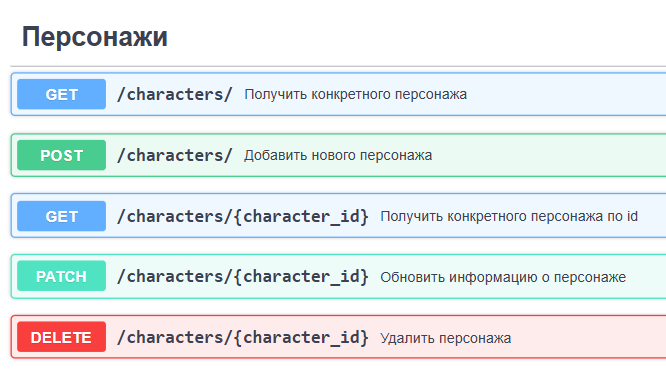 Персонажи
GET /characters/ Получить конкретного персонажа
POST /characters/ Добавить нового персонажа
GET /characters/{character_id} Получить конкретного персонажа по id
PATCH /characters/{character_id} Обновить информацию о персонаже
DELETE /characters/{character_id} Удалить персонажа